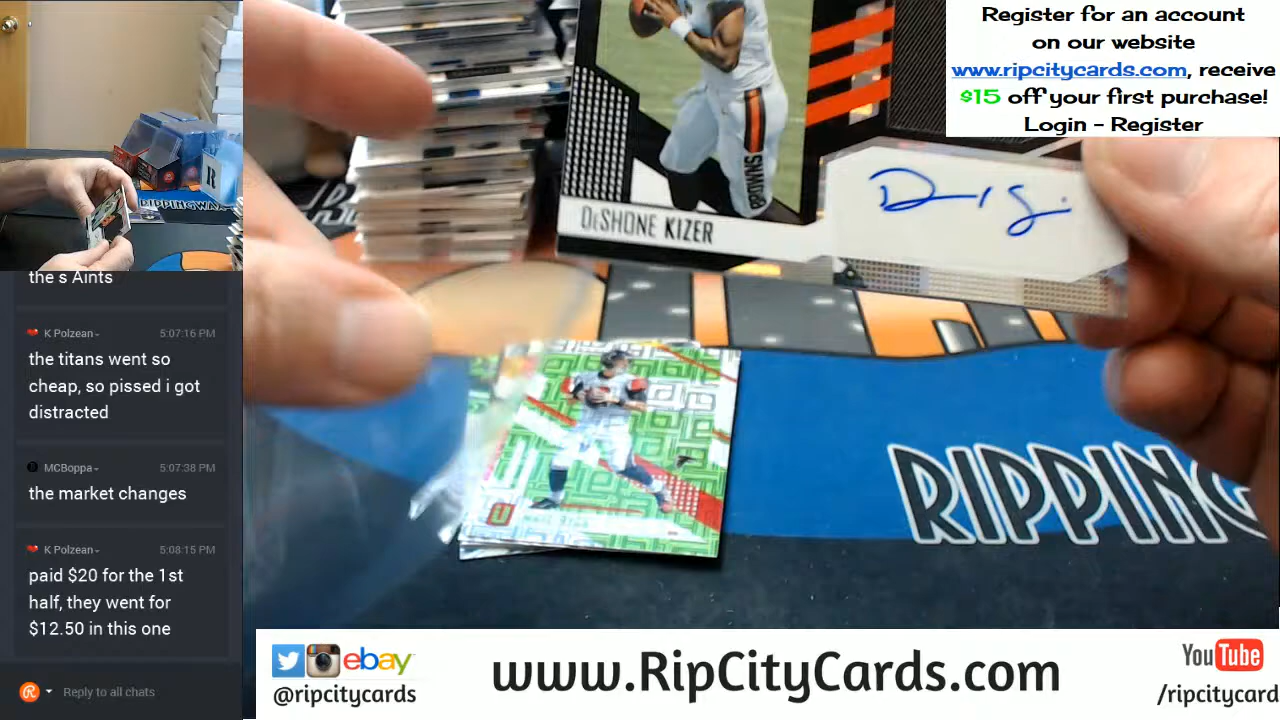 Register for an account
on our website
www.ripcitycards.com, receive
$15 off your first purchase!
Login - Register
the s Aints
K Polzean
5:07:16 PM
the titans went so
cheap, so pissed i got
distracted
MCBoppa
5:07:38 PM
the market changes
K Polzean
5:08:15 PM
paid $20 for the 1st
half, they went for
$12.50 in this one
R
Reply to all chats
DESHONE KIZER
BROWNS
RIPPINGWAX
R
RIPPING
ebay
@ripcitycards
www.RipCityCards.com
YouTube
/ripcitycard